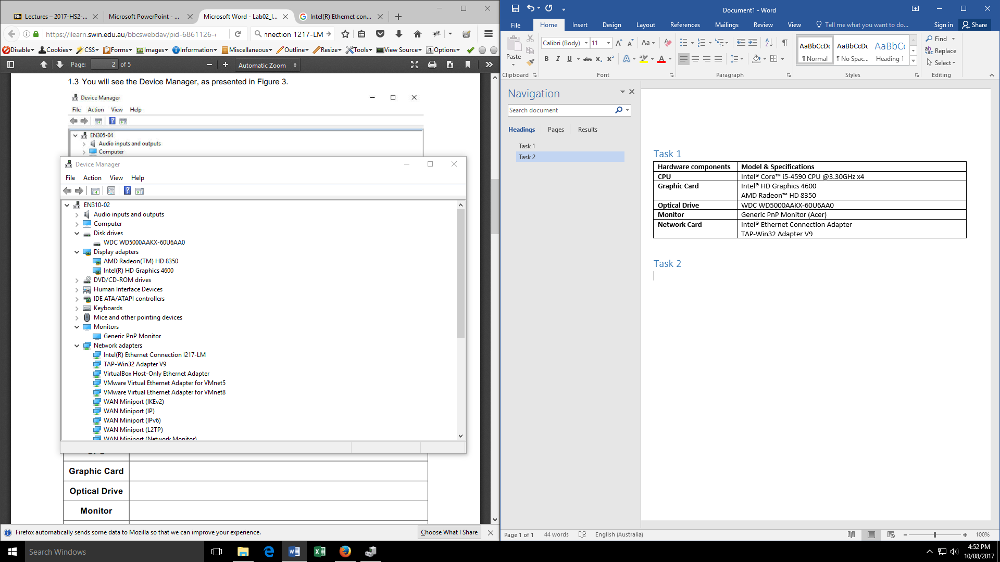 Lectures – 2017-HS2-...
Microsoft PowerPoint - ...
Microsoft Word - Lab02_I...
Intel(R) Ethernet con...
https://ilearn.swin.edu.au/bbcswebdav/pid-6861126-
nnection 1217-LM
Disable
Cookies
CSS
Forms
Images
Information
Miscellaneous
Outline
Resize
Tools
View Source
Options
Page: 2 of 5
Automatic Zoom
1.3 You will see the Device Manager, as presented in Figure 3.
Device Manager
File Action View Help
EN305-04
Audio inputs and outputs
Computer
Device Manager
File Action View Help
EN310-02
Audio inputs and outputs
Computer
Disk drives
WDC WD5000AAKX-60U6AA0
Display adapters
AMD Radeon(TM) HD 8350
Intel(R) HD Graphics 4600
DVD/CD-ROM drives
Human Interface Devices
IDE ATA/ATAPI controllers
Keyboards
Mice and other pointing devices
Monitors
Generic PnP Monitor
Network adapters
Intel(R) Ethernet Connection I217-LM
TAP-Win32 Adapter V9
VirtualBox Host-Only Ethernet Adapter
VMware Virtual Ethernet Adapter for VMnet5
VMware Virtual Ethernet Adapter for VMnet8
WAN Miniport (IKEv2)
WAN Miniport (IP)
WAN Miniport (IPv6)
WAN Miniport (L2TP)
WAN Miniport (Network Monitor)
Graphic Card
Optical Drive
Monitor
Firefox automatically sends some data to Mozilla so that we can improve your experience.
Choose What I Share
Document1 - Word
File Home Insert Design Layout References Mailings Review View Tell me what you want to do... Sign in Share
Paste
Calibri (Body) 11
Aa
B I U abc x₂ x²
AaBbCcDc AaBbCcDc AaBbCc
¶ Normal ¶ No Spac... Heading 1
Find
Replace
Select
Clipboard Font Paragraph Styles Editing
Navigation
Search document
Headings Pages Results
Task 1
Task 2
Task 1
Hardware components Model & Specifications
CPU Intel® Core™ i5-4590 CPU @3.30GHz x4
Graphic Card Intel® HD Graphics 4600
AMD Radeon™ HD 8350
Optical Drive WDC WD5000AAKX-60U6AA0
Monitor Generic PnP Monitor (Acer)
Network Card Intel® Ethernet Connection Adapter
TAP-Win32 Adapter V9
Task 2
Page 1 of 1 44 words English (Australia) 100%
Search Windows
4:52 PM
10/08/2017